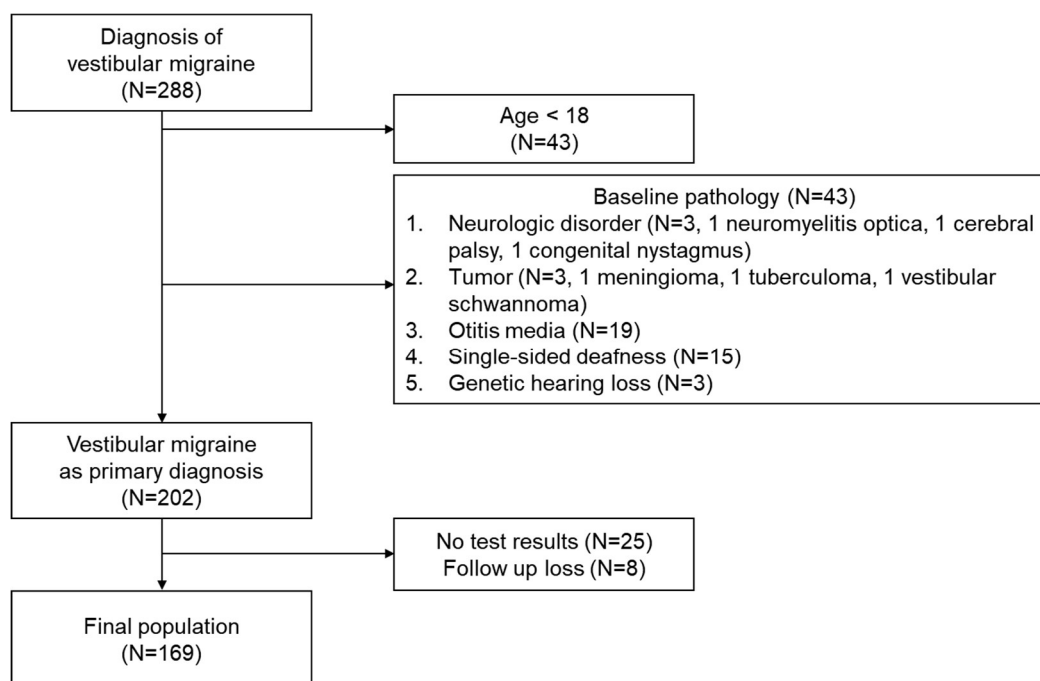 Diagnosis of
vestibular migraine
(N=288)
Age < 18
(N=43)
Baseline pathology (N=43)
1. Neurologic disorder (N=3, 1 neuromyelitis optica, 1 cerebral
palsy, 1 congenital nystagmus)
2. Tumor (N=3, 1 meningioma, 1 tuberculoma, 1 vestibular
schwannoma)
3. Otitis media (N=19)
4. Single-sided deafness (N=15)
5. Genetic hearing loss (N=3)
Vestibular migraine
as primary diagnosis
(N=202)
No test results (N=25)
Follow up loss (N=8)
Final population
(N=169)